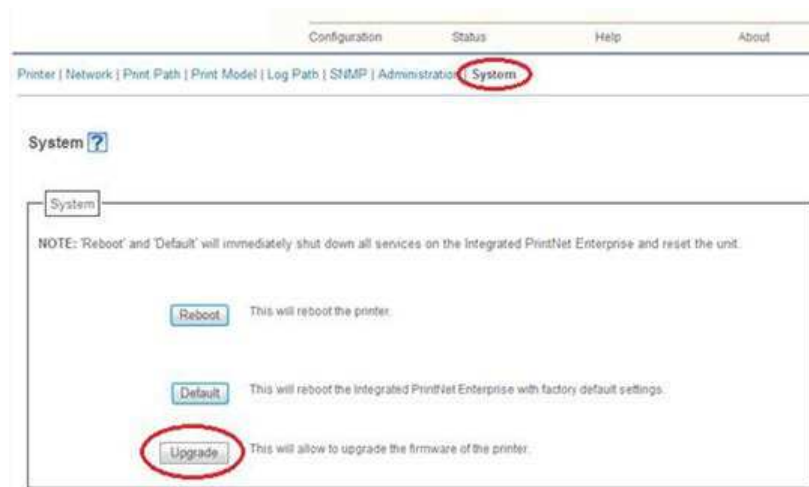 Configuration Status Help About
Printer | Network | Print Path | Print Model | Log Path | SNMP | Administration | System
System ?
System
NOTE: 'Reboot' and 'Default' will immediately shut down all services on the Integrated PrintNet Enterprise and reset the unit.
Reboot This will reboot the printer.
Default This will reboot the Integrated PrintNet Enterprise with factory default settings.
Upgrade This will allow to upgrade the firmware of the printer.